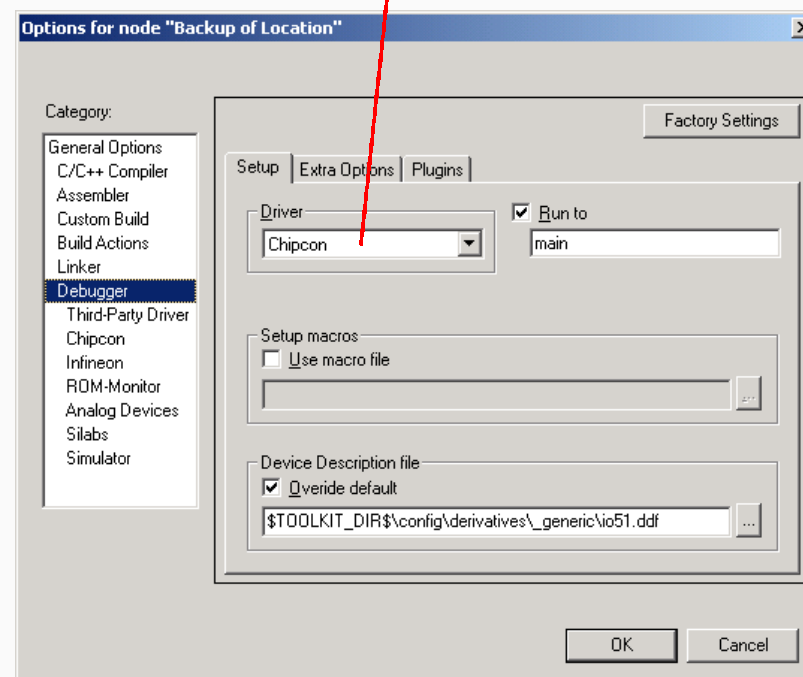 Options for node "Backup of Location"
Category:
Factory Settings
General Options
C/C++ Compiler
Assembler
Custom Build
Build Actions
Linker
Debugger
Third-Party Driver
Chipcon
Infineon
ROM-Monitor
Analog Devices
Silabs
Simulator
Setup Extra Options Plugins
Driver
Chipcon
Run to
main
Setup macros
Use macro file
...
Device Description file
Overide default
$TOOLKIT_DIR$\config\derivatives\_generic\io51.ddf
...
OK Cancel